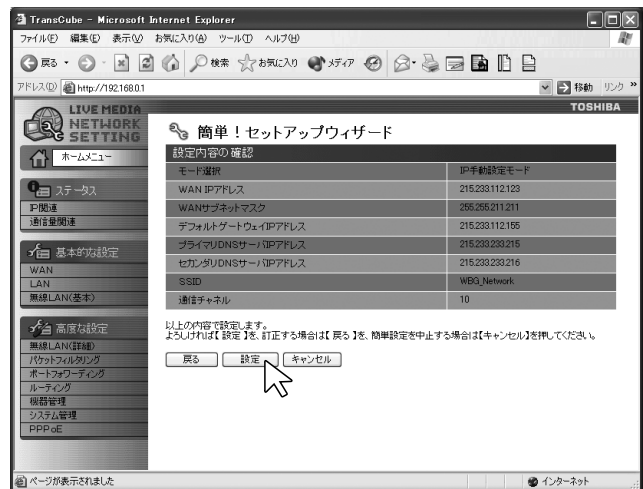 TransCube - Microsoft Internet Explorer
ファイル(F) 編集(E) 表示(V) お気に入り(A) ツール(T) ヘルプ(H)
戻る 検索 お気に入り メディア
アドレス(D) http://192.168.0.1 移動 リンク »
TOSHIBA
LIVE MEDIA
NETWORK
SETTING
ホームメニュー
ステータス
IP関連
通信量関連
基本的な設定
WAN
LAN
無線LAN(基本)
高度な設定
無線LAN(詳細)
パケットフィルタリング
ポートフォワーディング
ルーティング
機器管理
システム管理
PPPoE
簡単！セットアップウィザード
設定内容の確認
モード選択 IP手動設定モード
WAN IPアドレス 215.233.112.123
WANサブネットマスク 255.255.211.211
デフォルトゲートウェイIPアドレス 215.233.112.155
プライマリDNSサーバIPアドレス 215.233.233.215
セカンダリDNSサーバIPアドレス 215.233.233.216
SSID WBG_Network
通信チャネル 10
以上の内容で設定します。
よろしければ【 設定 】を、訂正する場合は【 戻る 】を、簡単設定を中止する場合は【キャンセル】を押してください。
戻る 設定 キャンセル
ページが表示されました インターネット